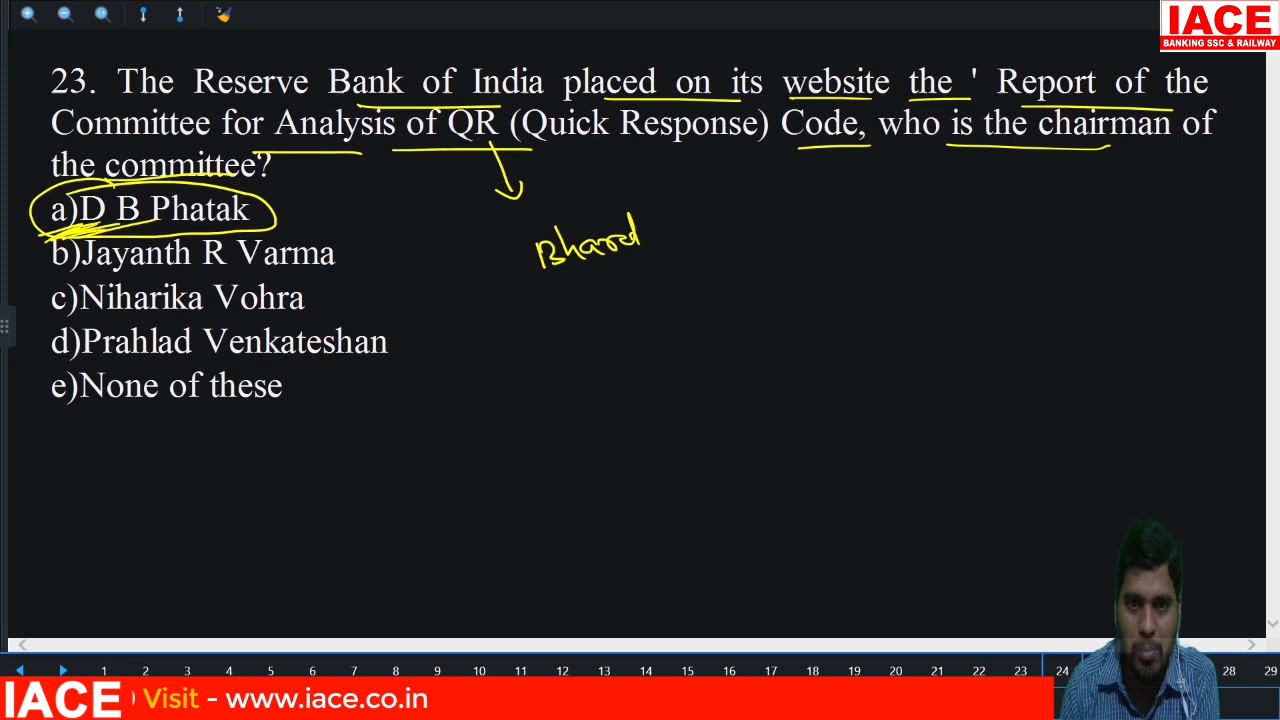 IACE
BANKING SSC & RAILWAY
23. The Reserve Bank of India placed on its website the ' Report of the
Committee for Analysis of QR (Quick Response) Code, who is the chairman of
the committee?
a)D B Phatak
b)Jayanth R Varma
c)Niharika Vohra
d)Prahlad Venkateshan
e)None of these
Bharat
1 2 3 4 5 6 7 8 9 10 11 12 13 14 15 16 17 18 19 20 21 22 23 24 28 29
IACE Visit - www.iace.co.in